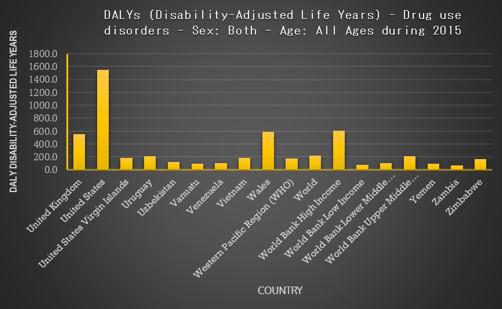 DALYs (Disability-Adjusted Life Years) - Drug use
disorders - Sex: Both - Age: All Ages during 2015
DALY DISABILITY-ADJUSTED LIFE YEARS
1800.0
1600.0
1400.0
1200.0
1000.0
800.0
600.0
400.0
200.0
0.0
United Kingdom
United States
United States Virgin Islands
Uruguay
Uzbekistan
Vanuatu
Venezuela
Vietnam
Wales
Western Pacific Region (WHO)
World
World Bank High Income
World Bank Low Income
World Bank Lower Middle...
World Bank Upper Middle...
Yemen
Zambia
Zimbabwe
COUNTRY